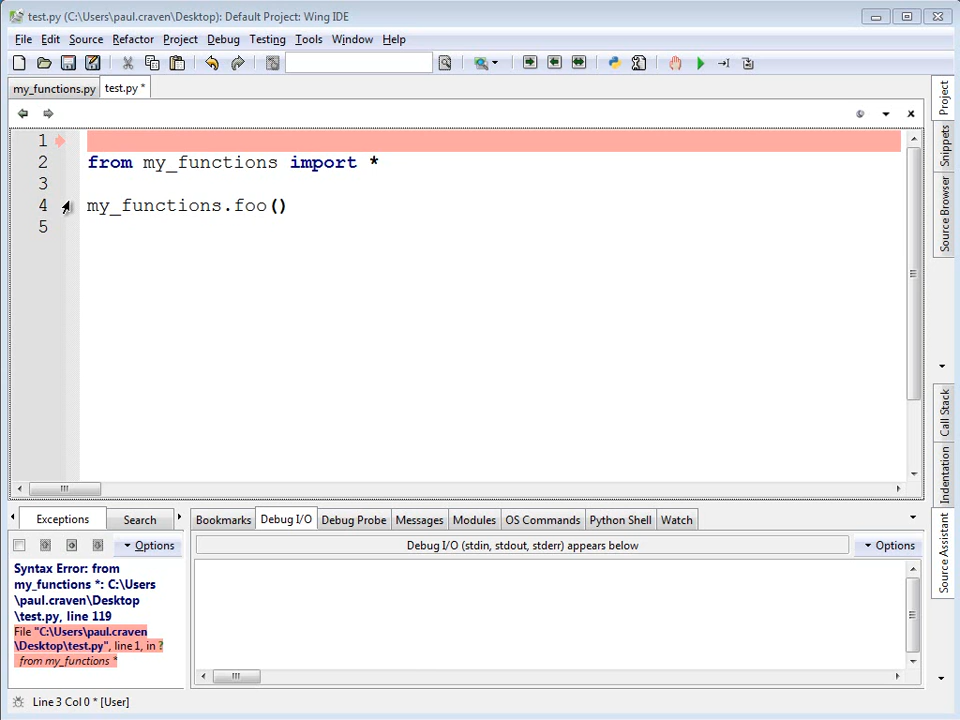 test.py (C:\Users\paul.craven\Desktop): Default Project: Wing IDE
File Edit Source Refactor Project Debug Testing Tools Window Help
my_functions.py test.py *
1
2 from my_functions import *
3
4 my_functions.foo()
5
Project
Snippets
Source Browser
Call Stack
Indentation
Source Assistant
Exceptions Search
Options
Syntax Error: from
my_functions *: C:\Users
\paul.craven\Desktop
\test.py, line 119
File "C:\Users\paul.craven
\Desktop\test.py", line 1, in ?
from my_functions *
Bookmarks Debug I/O Debug Probe Messages Modules OS Commands Python Shell Watch
Debug I/O (stdin, stdout, stderr) appears below Options
Line 3 Col 0 * [User]